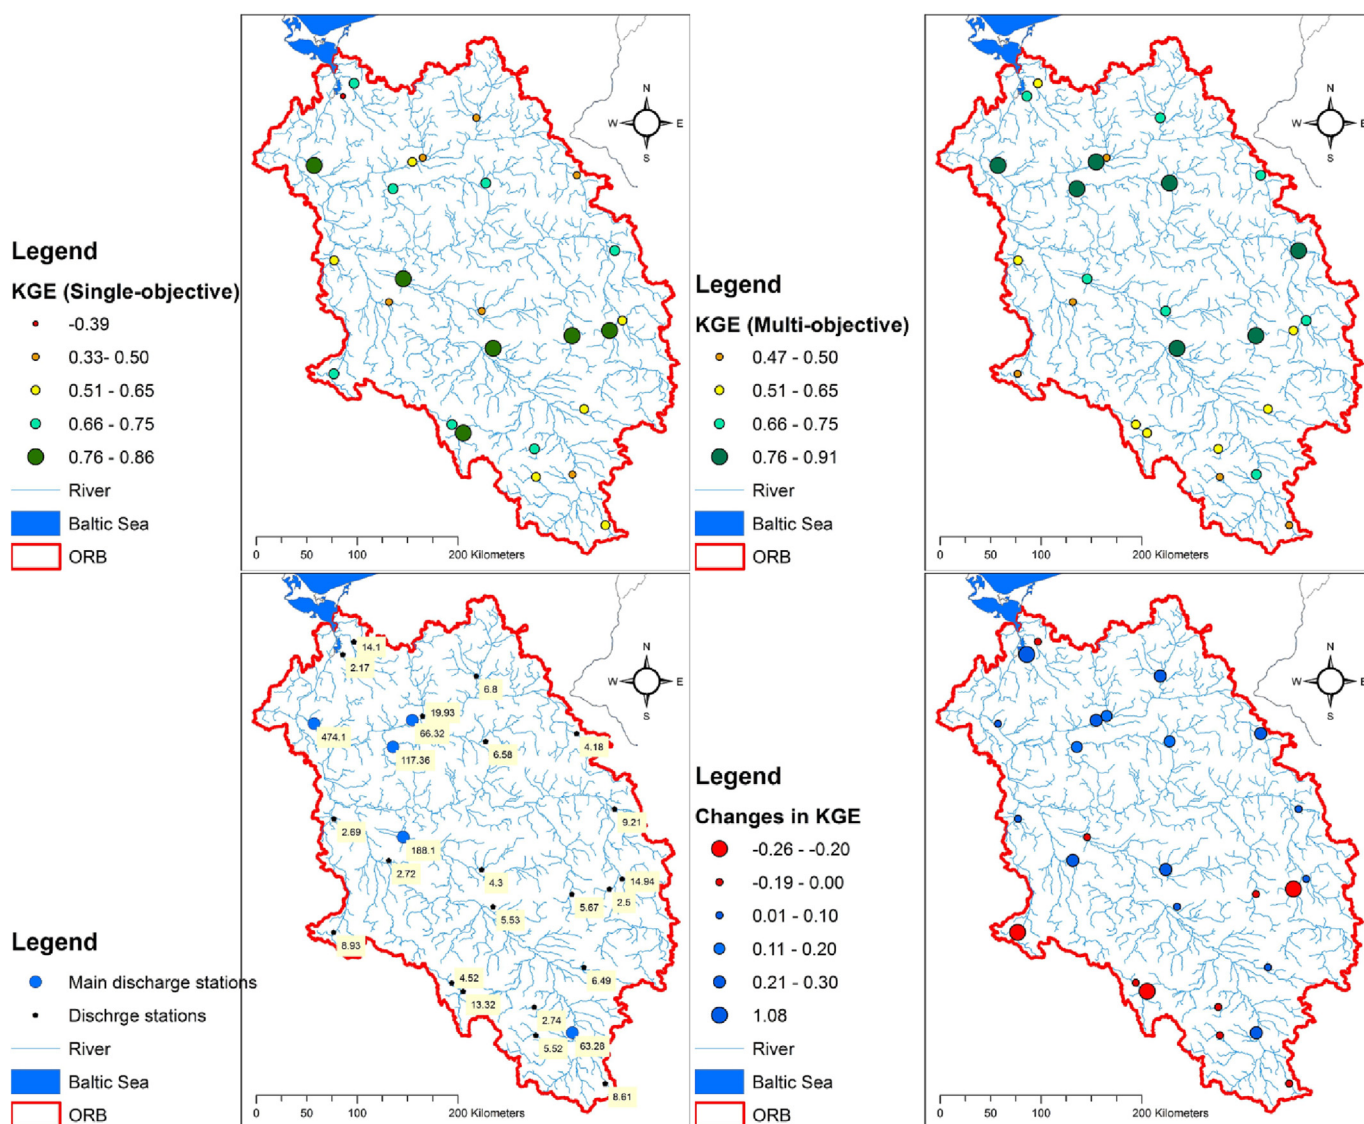 N
W E
S
Legend
KGE (Single-objective)
-0.39
0.33- 0.50
0.51 - 0.65
0.66 - 0.75
0.76 - 0.86
River
Baltic Sea
ORB
0 50 100 200 Kilometers
N
W E
S
Legend
KGE (Multi-objective)
0.47 - 0.50
0.51 - 0.65
0.66 - 0.75
0.76 - 0.91
River
Baltic Sea
ORB
0 50 100 200 Kilometers
N
W E
S
14.1
2.17
6.8
19.93
474.1
66.32
4.18
6.58
117.36
9.21
2.69
188.1
2.72
4.3
14.94
5.67
2.5
5.53
8.93
4.52
6.49
13.32
2.74
5.52
63.28
8.61
Legend
Main discharge stations
Dischrge stations
River
Baltic Sea
ORB
0 50 100 200 Kilometers
N
W E
S
Legend
Changes in KGE
-0.26 - -0.20
-0.19 - 0.00
0.01 - 0.10
0.11 - 0.20
0.21 - 0.30
1.08
River
Baltic Sea
ORB
0 50 100 200 Kilometers